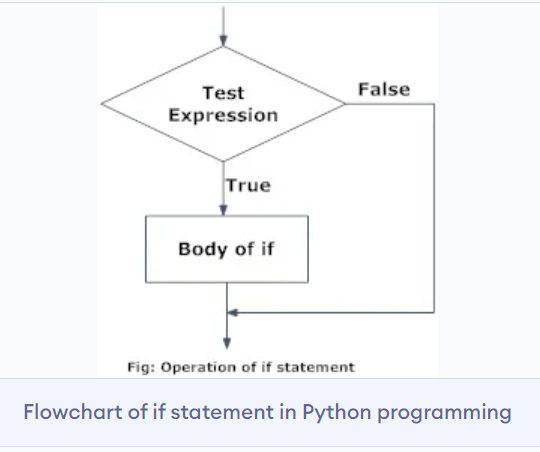 Test
Expression
False
True
Body of if
Fig: Operation of if statement
Flowchart of if statement in Python programming